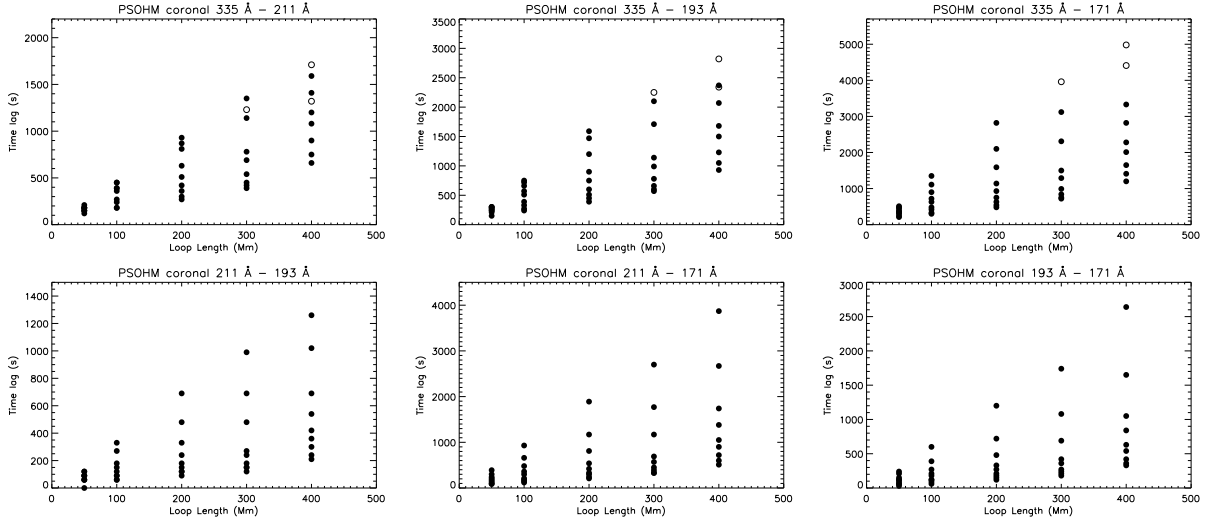 PSOHM coronal 335 Å – 211 Å
2000
1500
1000
500
0
Time lag (s)
0 100 200 300 400 500
Loop Length (Mm)
PSOHM coronal 335 Å – 193 Å
3500
3000
2500
2000
1500
1000
500
0
Time lag (s)
0 100 200 300 400 500
Loop Length (Mm)
PSOHM coronal 335 Å – 171 Å
5000
4000
3000
2000
1000
0
Time lag (s)
0 100 200 300 400 500
Loop Length (Mm)
PSOHM coronal 211 Å – 193 Å
1400
1200
1000
800
600
400
200
0
Time lag (s)
0 100 200 300 400 500
Loop Length (Mm)
PSOHM coronal 211 Å – 171 Å
4000
3000
2000
1000
0
Time lag (s)
0 100 200 300 400 500
Loop Length (Mm)
PSOHM coronal 193 Å – 171 Å
3000
2500
2000
1500
1000
500
0
Time lag (s)
0 100 200 300 400 500
Loop Length (Mm)